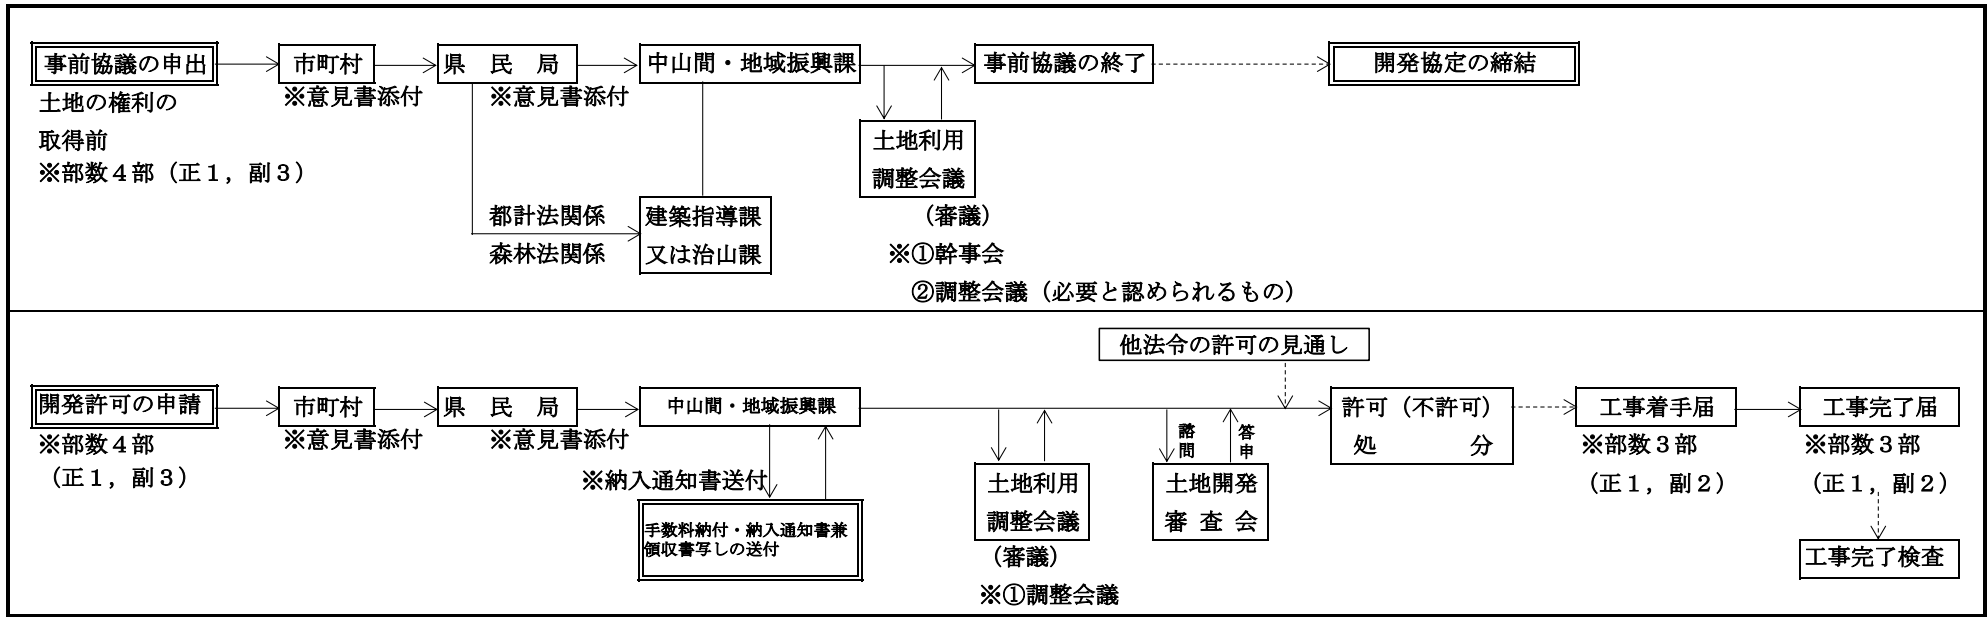 事前協議の申出
土地の権利の
取得前
※部数４部（正１，副３）
市町村
※意見書添付
県　民　局
※意見書添付
中山間・地域振興課
都計法関係
森林法関係
建築指導課
又は治山課
土地利用
調整会議
（審議）
※①幹事会
②調整会議（必要と認められるもの）
事前協議の終了
開発協定の締結
開発許可の申請
※部数４部
（正１，副３）
市町村
※意見書添付
県　民　局
※意見書添付
中山間・地域振興課
※納入通知書送付
手数料納付・納入通知書兼
領収書写しの送付
土地利用
調整会議
（審議）
※①調整会議
諮問
答申
土地開発
審 査 会
他法令の許可の見通し
許可（不許可）
処　　　　分
工事着手届
※部数３部
（正１，副２）
工事完了届
※部数３部
（正１，副２）
工事完了検査